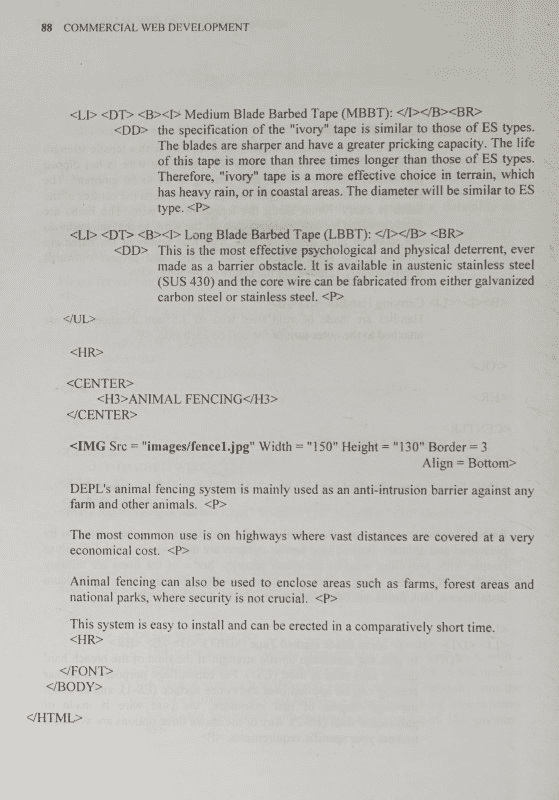 88 COMMERCIAL WEB DEVELOPMENT
<LI> <DT> <B><I> Medium Blade Barbed Tape (MBBT): </I></B><BR>
<DD> the specification of the "ivory" tape is similar to those of ES types.
The blades are sharper and have a greater pricking capacity. The life
of this tape is more than three times longer than those of ES types.
Therefore, "ivory" tape is a more effective choice in terrain, which
has heavy rain, or in coastal areas. The diameter will be similar to ES
type. <P>
<LI> <DT> <B><I> Long Blade Barbed Tape (LBBT): </I></B> <BR>
<DD> This is the most effective psychological and physical deterrent, ever
made as a barrier obstacle. It is available in austenic stainless steel
(SUS 430) and the core wire can be fabricated from either galvanized
carbon steel or stainless steel. <P>
</UL>
<HR>
<CENTER>
<H3>ANIMAL FENCING</H3>
</CENTER>
<IMG Src = "images/fence1.jpg" Width = "150" Height = "130" Border = 3
Align = Bottom>
DEPL's animal fencing system is mainly used as an anti-intrusion barrier against any
farm and other animals. <P>
The most common use is on highways where vast distances are covered at a very
economical cost. <P>
Animal fencing can also be used to enclose areas such as farms, forest areas and
national parks, where security is not crucial. <P>
This system is easy to install and can be erected in a comparatively short time.
<HR>
</FONT>
</BODY>
</HTML>